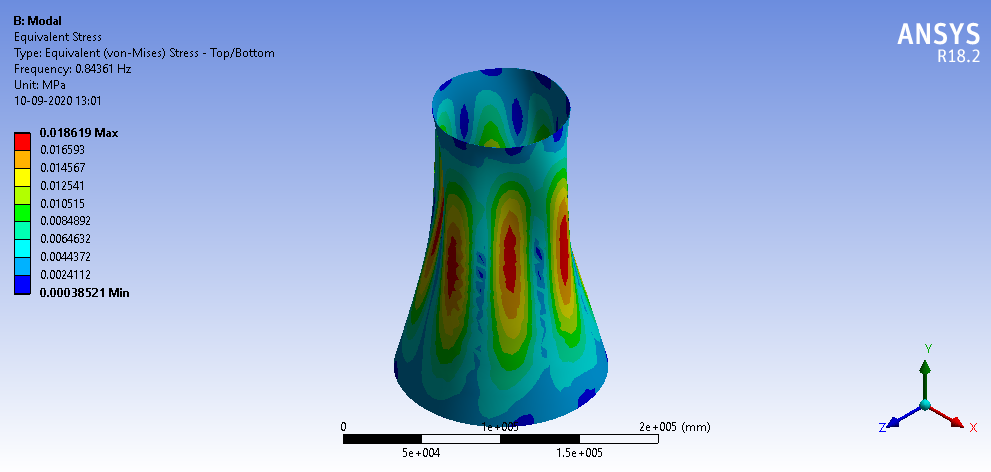 B: Modal
Equivalent Stress
Type: Equivalent (von-Mises) Stress - Top/Bottom
Frequency: 0.84361 Hz
Unit: MPa
10-09-2020 13:01
ANSYS
R18.2
0.018619 Max
0.016593
0.014567
0.012541
0.010515
0.0084892
0.0064632
0.0044372
0.0024112
0.00038521 Min
0 1e+005 2e+005 (mm)
5e+004 1.5e+005
Y
Z X